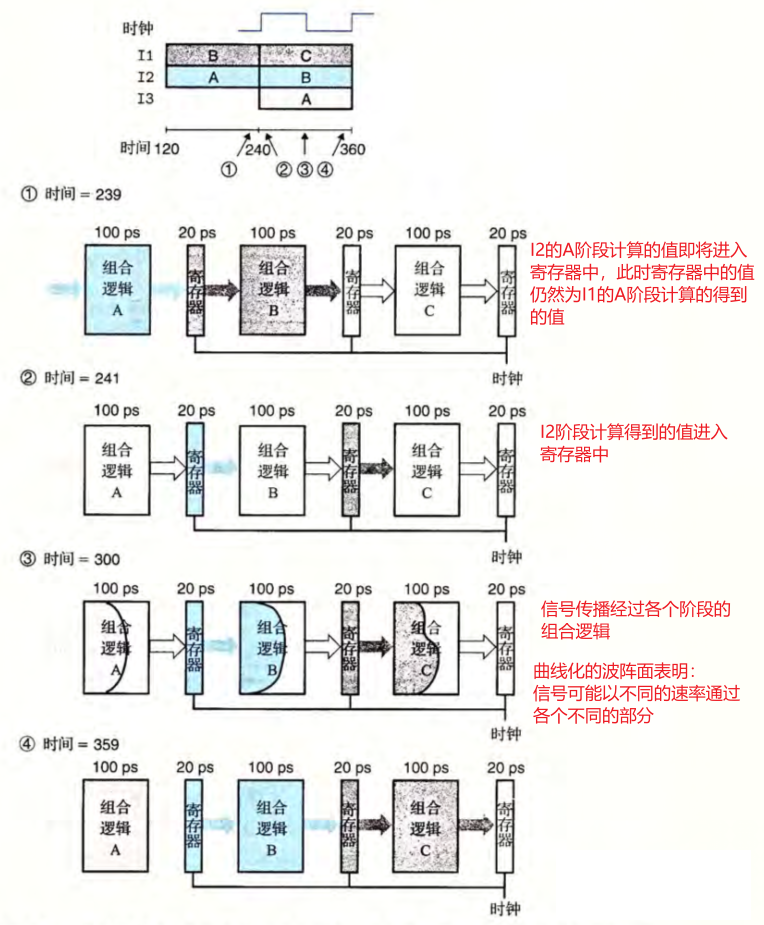 时钟
I1 B C
I2 A B
I3 A
时间 120 240 360
① ② ③ ④
① 时间 = 239
100 ps 20 ps 100 ps 20 ps 100 ps 20 ps
组合
逻辑
A
寄存器
组合
逻辑
B
寄存器
组合
逻辑
C
寄存器
时钟
I2的A阶段计算的值即将进入
寄存器中，此时寄存器中的值
仍然为I1的A阶段计算的得到
的值
② 时间 = 241
100 ps 20 ps 100 ps 20 ps 100 ps 20 ps
组合
逻辑
A
寄存器
组合
逻辑
B
寄存器
组合
逻辑
C
寄存器
时钟
I2阶段计算得到的值进入
寄存器中
③ 时间 = 300
100 ps 20 ps 100 ps 20 ps 100 ps 20 ps
组合
逻辑
A
寄存器
组合
逻辑
B
寄存器
组合
逻辑
C
寄存器
时钟
信号传播经过各个阶段的
组合逻辑
曲线化的波阵面表明：
信号可能以不同的速率通过
各个不同的部分
④ 时间 = 359
100 ps 20 ps 100 ps 20 ps 100 ps 20 ps
组合
逻辑
A
寄存器
组合
逻辑
B
寄存器
组合
逻辑
C
寄存器
时钟